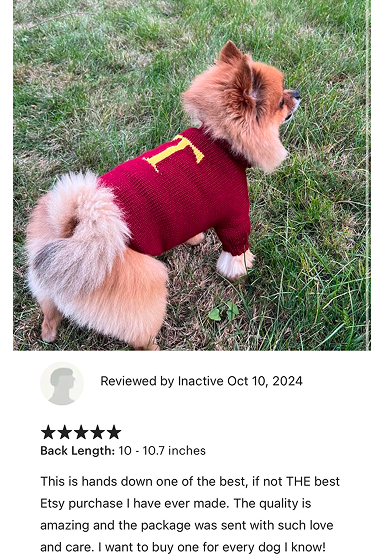 T
Reviewed by Inactive Oct 10, 2024
★★★★★
Back Length: 10 - 10.7 inches
This is hands down one of the best, if not THE best
Etsy purchase I have ever made. The quality is
amazing and the package was sent with such love
and care. I want to buy one for every dog I know!